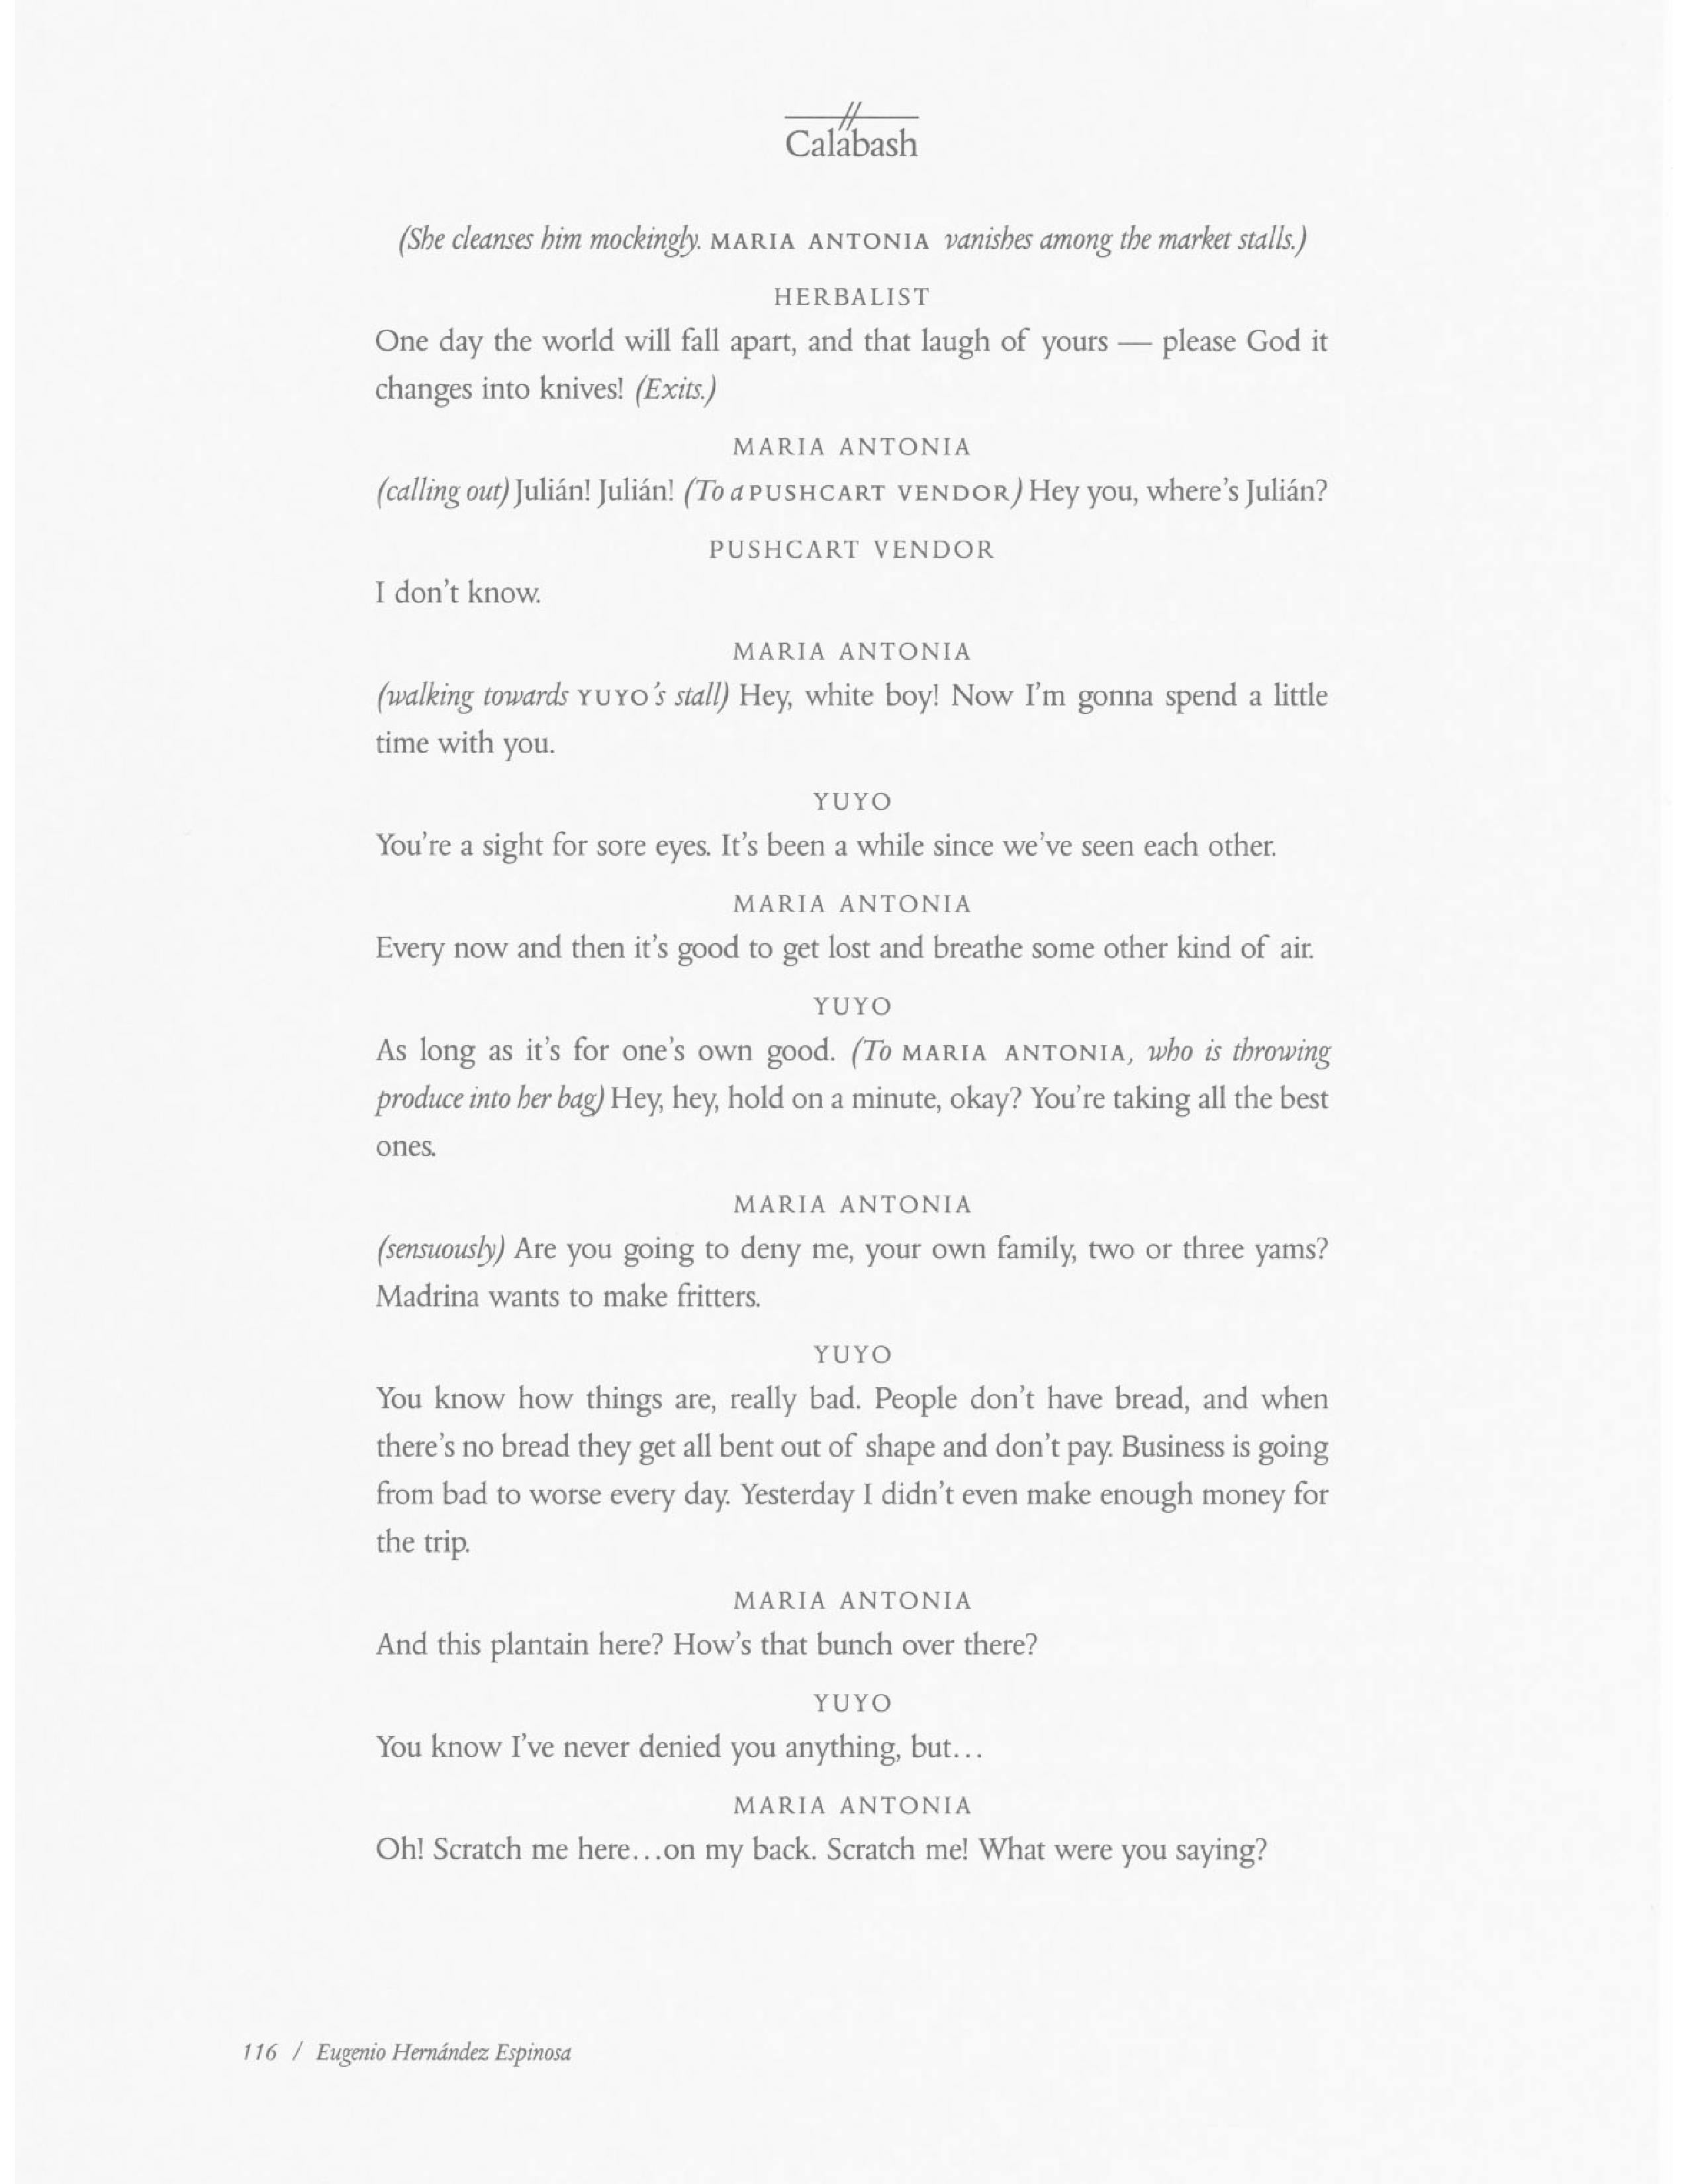 Calabash
(She cleanses him mockingly. MARIA ANTONIA vanishes among the market stalls.)
HERBALIST
One day the world will fall apart, and that laugh of yours — please God it
changes into knives! (Exits.)
MARIA ANTONIA
(calling out) Julián! Julián! (To a PUSHCART VENDOR) Hey you, where's Julián?
PUSHCART VENDOR
I don't know.
MARIA ANTONIA
(walking towards YUYO's stall) Hey, white boy! Now I'm gonna spend a little
time with you.
YUYO
You're a sight for sore eyes. It's been a while since we've seen each other.
MARIA ANTONIA
Every now and then it's good to get lost and breathe some other kind of air.
YUYO
As long as it's for one's own good. (To MARIA ANTONIA, who is throwing
produce into her bag) Hey, hey, hold on a minute, okay? You're taking all the best
ones.
MARIA ANTONIA
(sensuously) Are you going to deny me, your own family, two or three yams?
Madrina wants to make fritters.
YUYO
You know how things are, really bad. People don't have bread, and when
there's no bread they get all bent out of shape and don't pay. Business is going
from bad to worse every day. Yesterday I didn't even make enough money for
the trip.
MARIA ANTONIA
And this plantain here? How's that bunch over there?
YUYO
You know I've never denied you anything, but...
MARIA ANTONIA
Oh! Scratch me here...on my back. Scratch me! What were you saying?
116 / Eugenio Hernández Espinosa